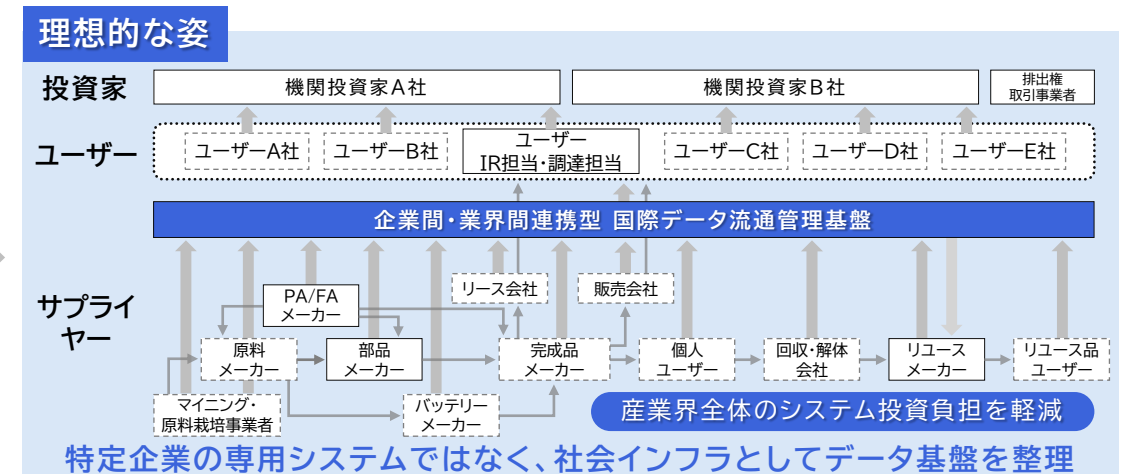 理想的な姿
投資家
機関投資家A社
機関投資家B社
排出権
取引事業者
ユーザー
ユーザーA社
ユーザーB社
ユーザー
IR担当・調達担当
ユーザーC社
ユーザーD社
ユーザーE社
企業間・業界間連携型 国際データ流通管理基盤
サプライ
ヤー
リース会社
販売会社
PA/FA
メーカー
原料
メーカー
部品
メーカー
完成品
メーカー
個人
ユーザー
回収・解体
会社
リユース
メーカー
リユース品
ユーザー
マイニング・
原料栽培事業者
バッテリー
メーカー
産業界全体のシステム投資負担を軽減
特定企業の専用システムではなく、社会インフラとしてデータ基盤を整理